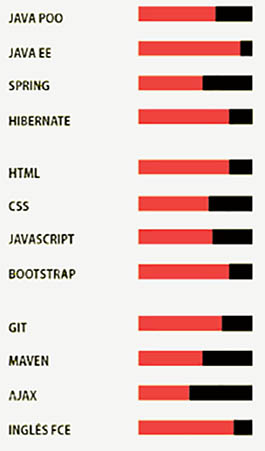 JAVA POO
JAVA EE
SPRING
HIBERNATE
HTML
CSS
JAVASCRIPT
BOOTSTRAP
GIT
MAVEN
AJAX
INGLÉS FCE